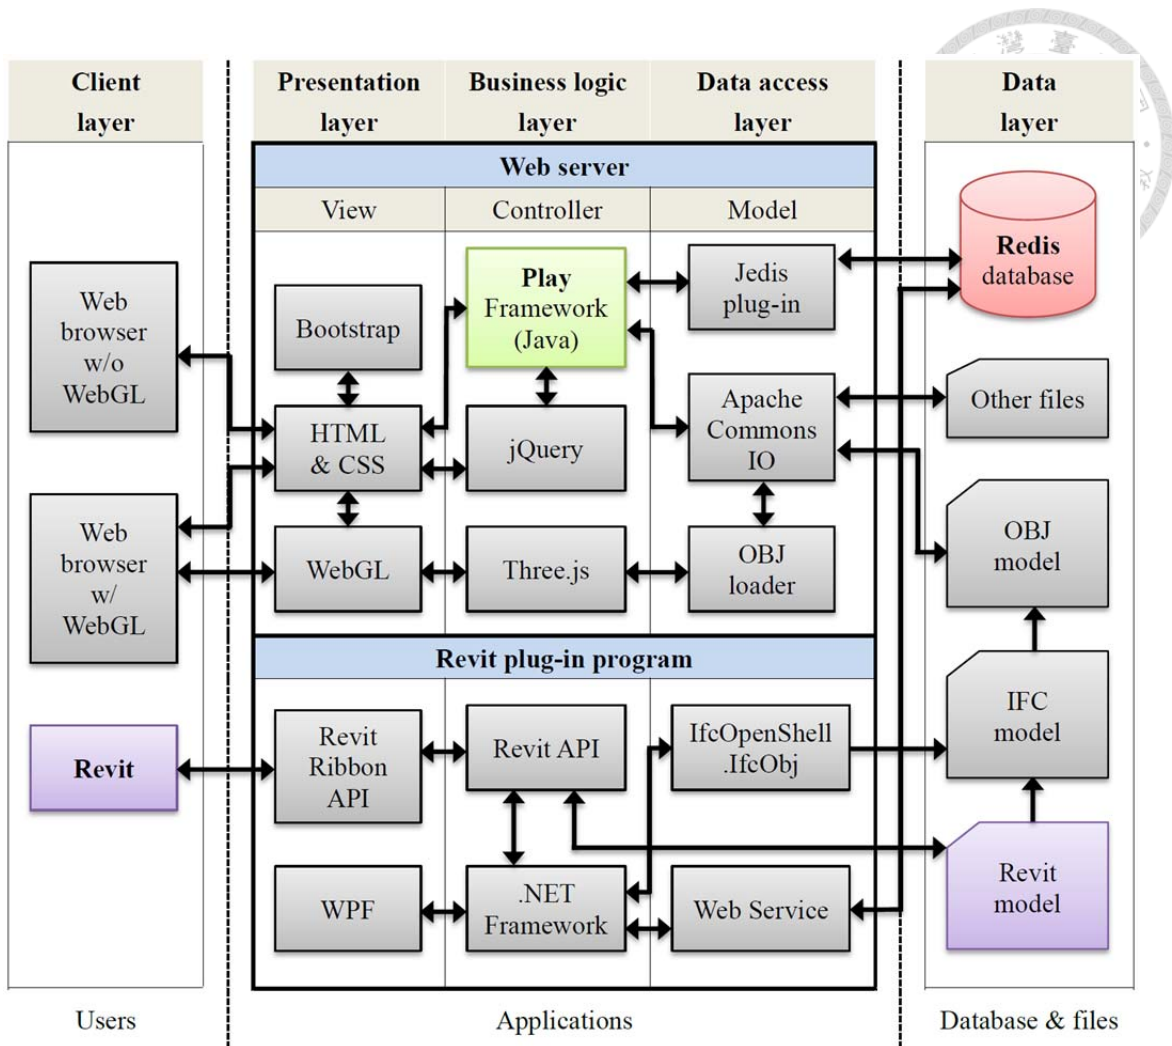 Client
layer
Presentation
layer
Business logic
layer
Data access
layer
Data
layer
Web server
View
Controller
Model
Web
browser
w/o
WebGL
Web
browser
w/
WebGL
Revit
Bootstrap
HTML
& CSS
WebGL
Play
Framework
(Java)
jQuery
Three.js
Jedis
plug-in
Apache
Commons
IO
OBJ
loader
Revit plug-in program
Revit
Ribbon
API
WPF
Revit API
.NET
Framework
IfcOpenShell
.IfcObj
Web Service
Redis
database
Other files
OBJ
model
IFC
model
Revit
model
Users
Applications
Database & files
灣 臺